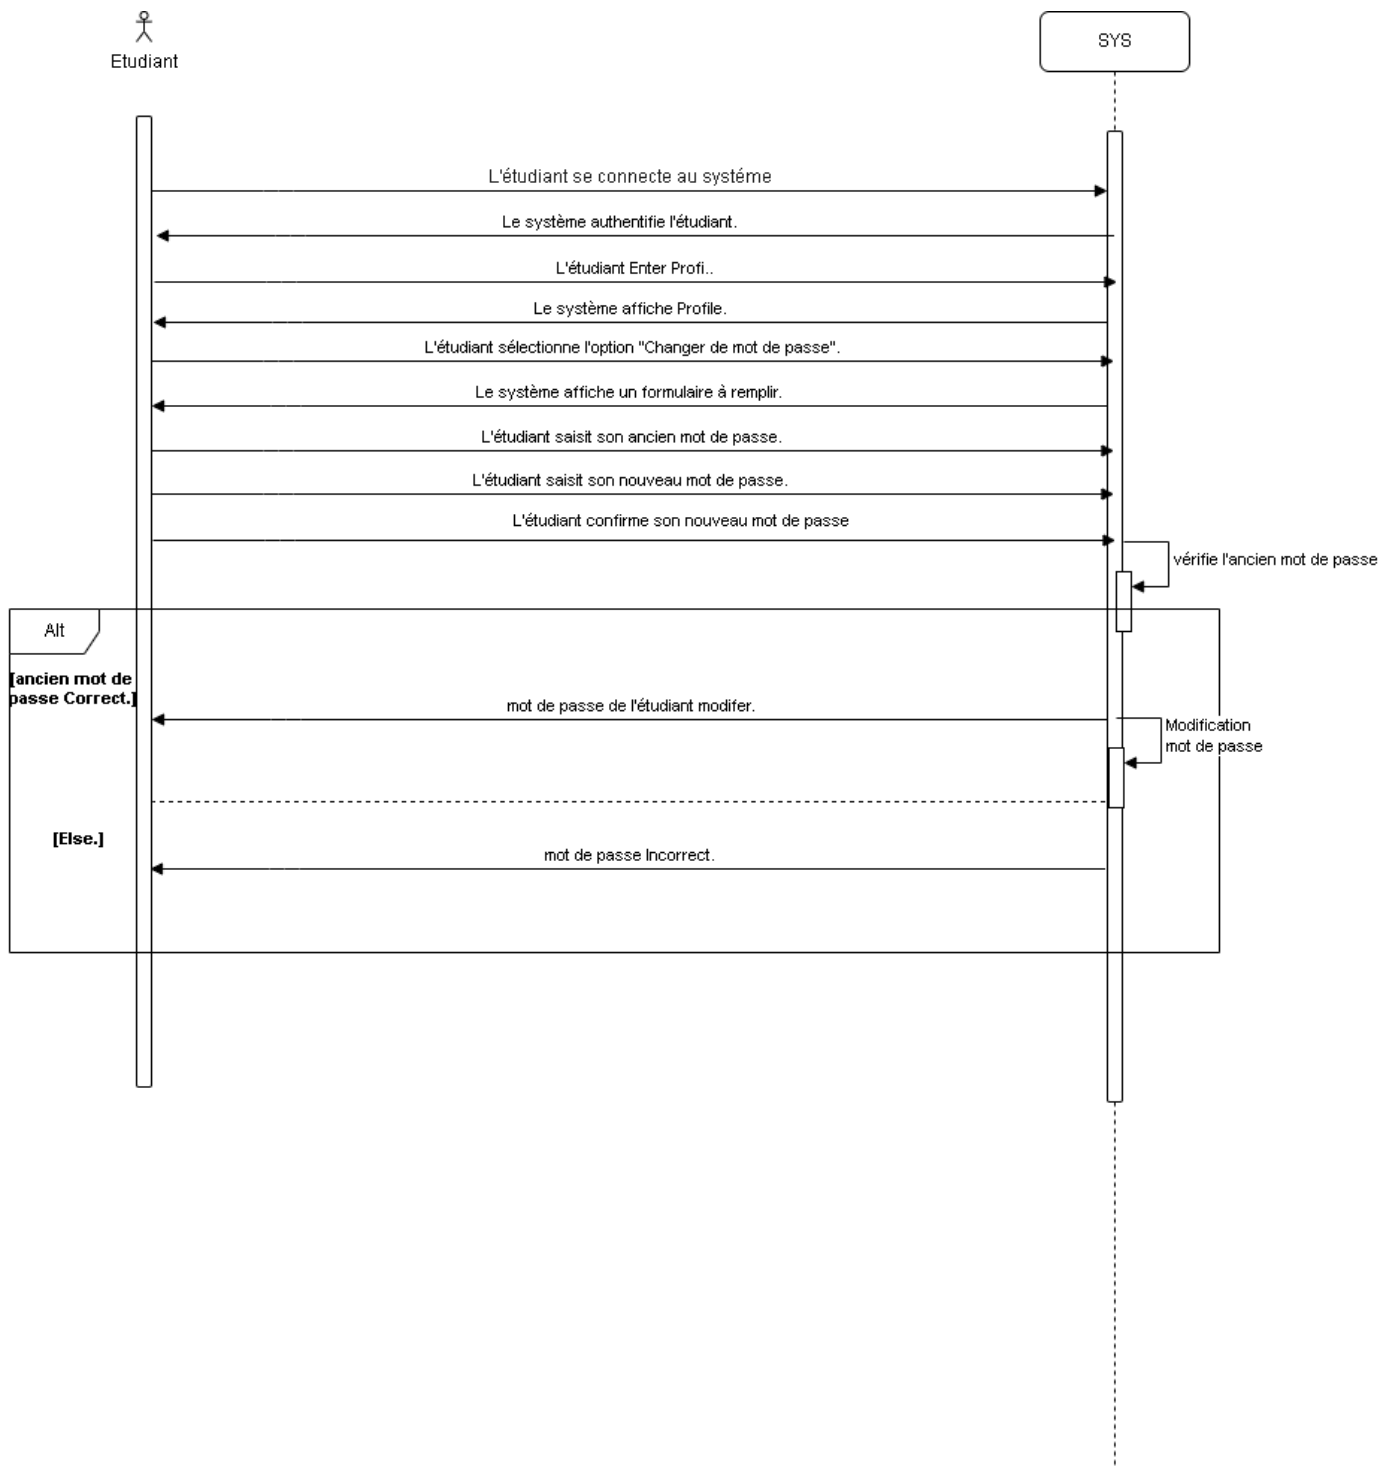 Etudiant
SYS
L'étudiant se connecte au systéme
Le système authentifie l'étudiant.
L'étudiant Enter Profi..
Le système affiche Profile.
L'étudiant sélectionne l'option "Changer de mot de passe".
Le système affiche un formulaire à remplir.
L'étudiant saisit son ancien mot de passe.
L'étudiant saisit son nouveau mot de passe.
L'étudiant confirme son nouveau mot de passe
vérifie l'ancien mot de passe
Alt
[ancien mot de
passe Correct.]
mot de passe de l'étudiant modifer.
Modification
mot de passe
[Else.]
mot de passe Incorrect.